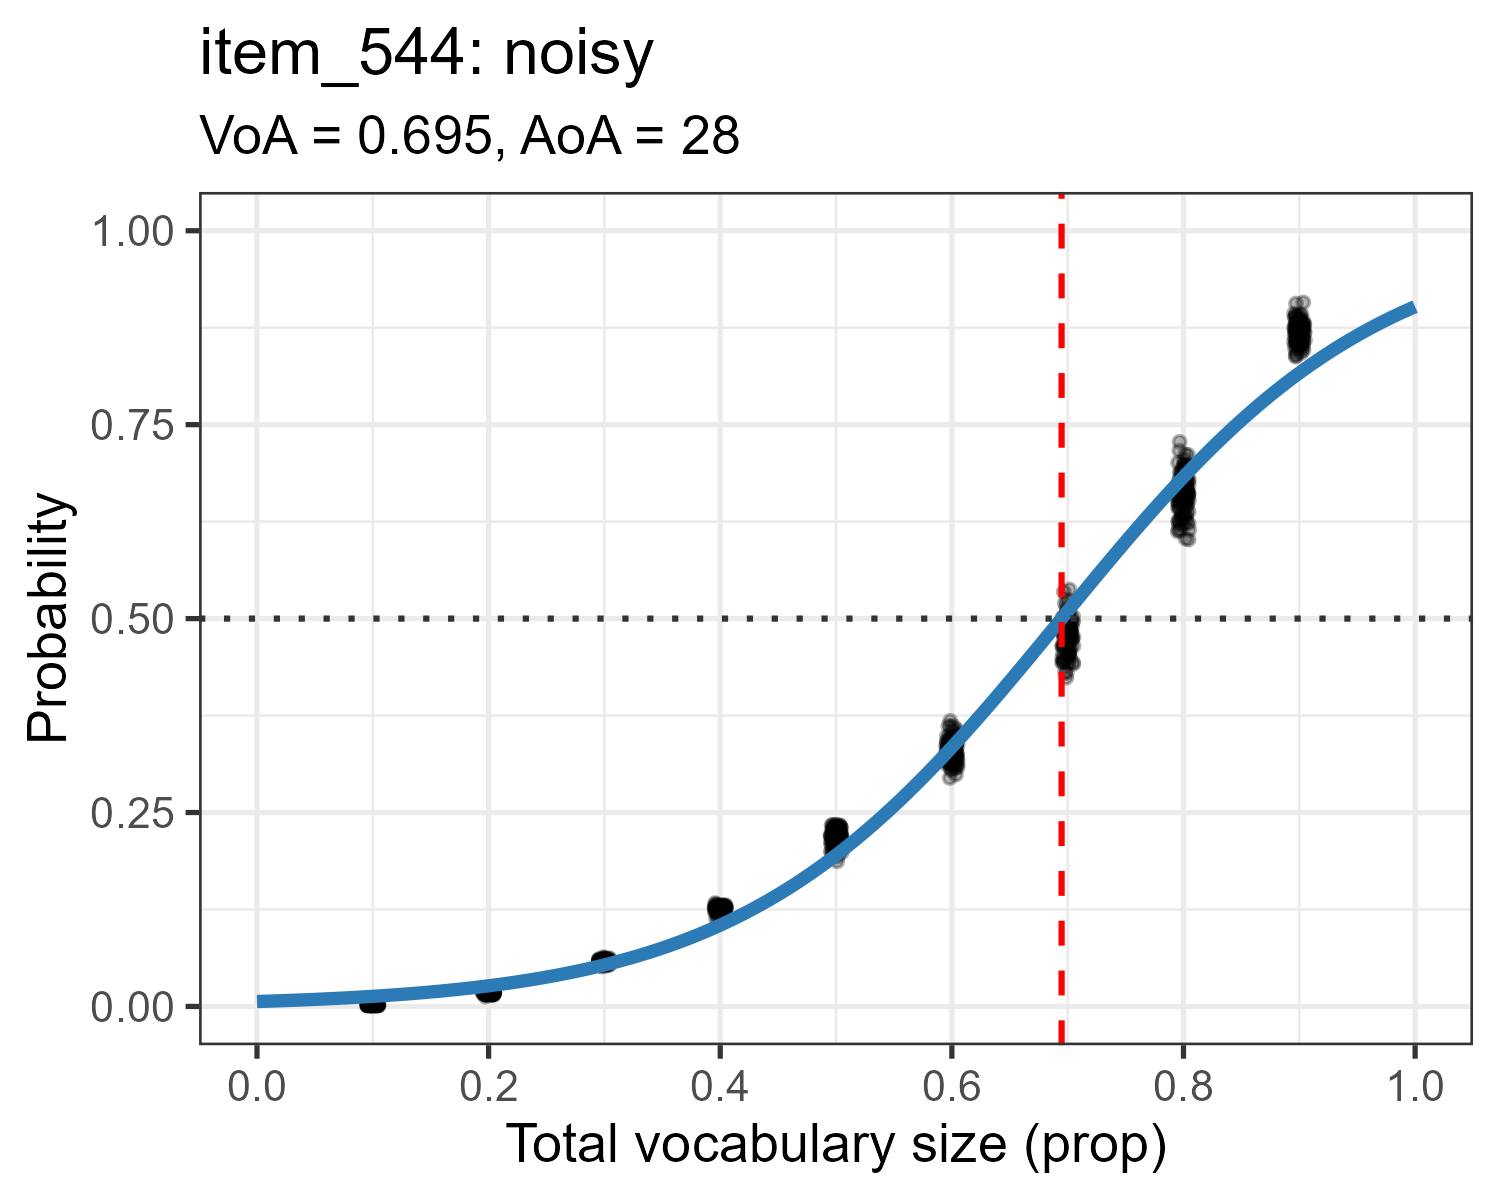 item_544: noisy
VoA = 0.695, AoA = 28
1.00
0.75
0.50
0.25
0.00
Probability
0.0 0.2 0.4 0.6 0.8 1.0
Total vocabulary size (prop)